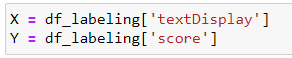 X = df_labeling['textDisplay']
Y = df_labeling['score']